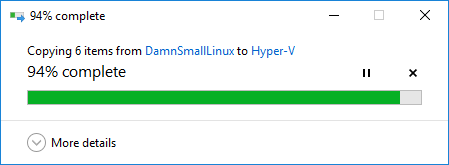 94% complete
Copying 6 items from DamnSmallLinux to Hyper-V
94% complete
More details